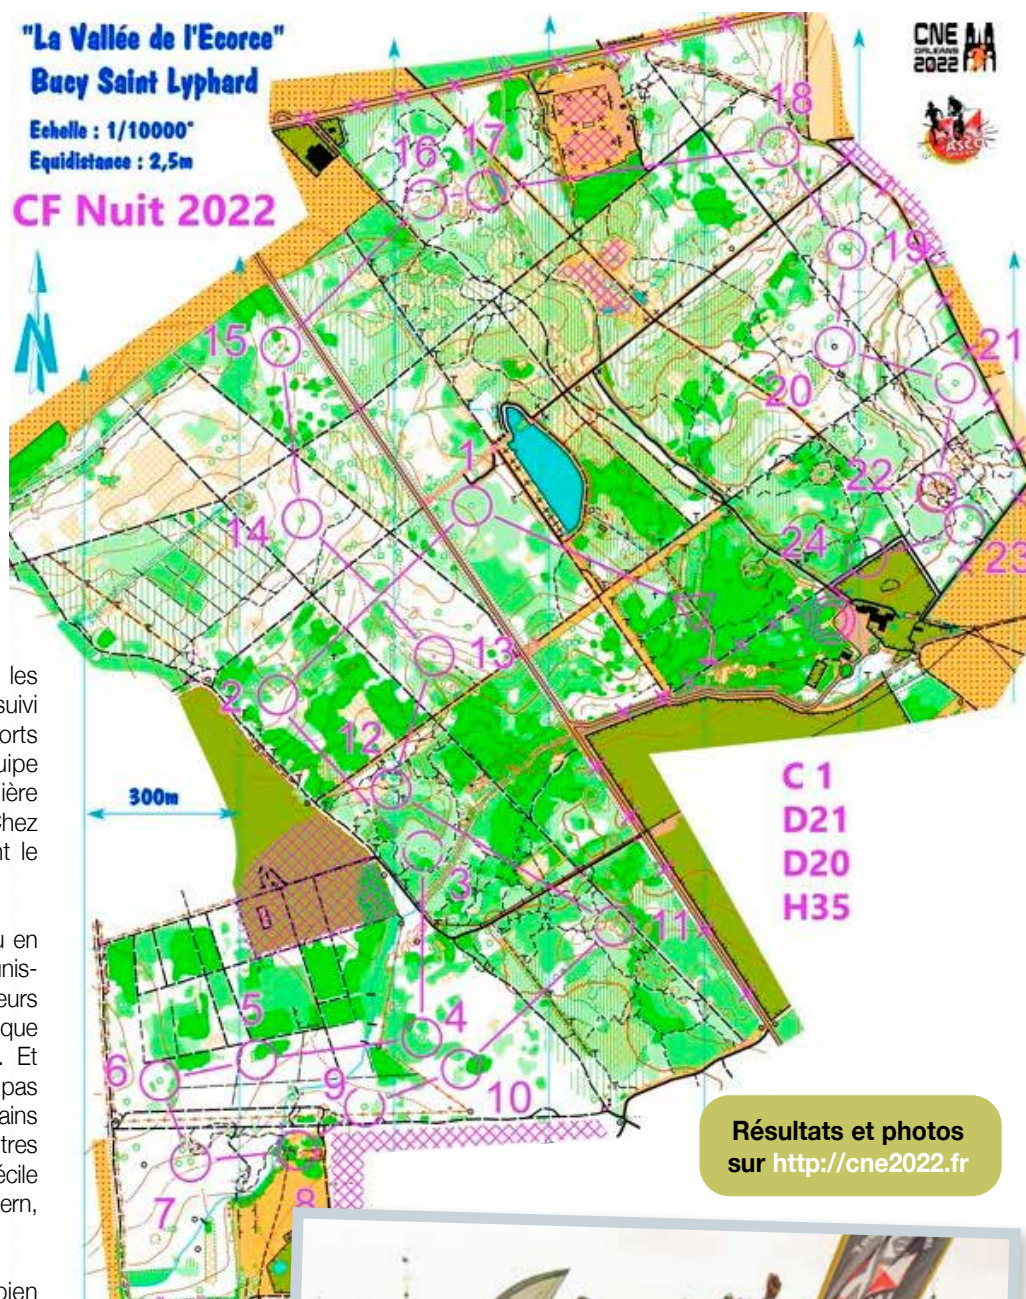 "La Vallée de l'Ecorce"
Bucy Saint Lyphard
Echelle : 1/10000°
Equidistance : 2,5m
CF Nuit 2022
CNE
ORLEANS
2022
ASCO
N
18
17
16
19
15
21
20
1
22
14
24
23
13
2
12
300m
3
11
5
4
6
9
10
7
8
C 1
D21
D20
H35
les
suivi
orts
uipe
ière
Chez
nt le
u en
unis-
eurs
que
. Et
pas
ains
tres
écile
ern,
bien
Résultats et photos
sur http://cne2022.fr